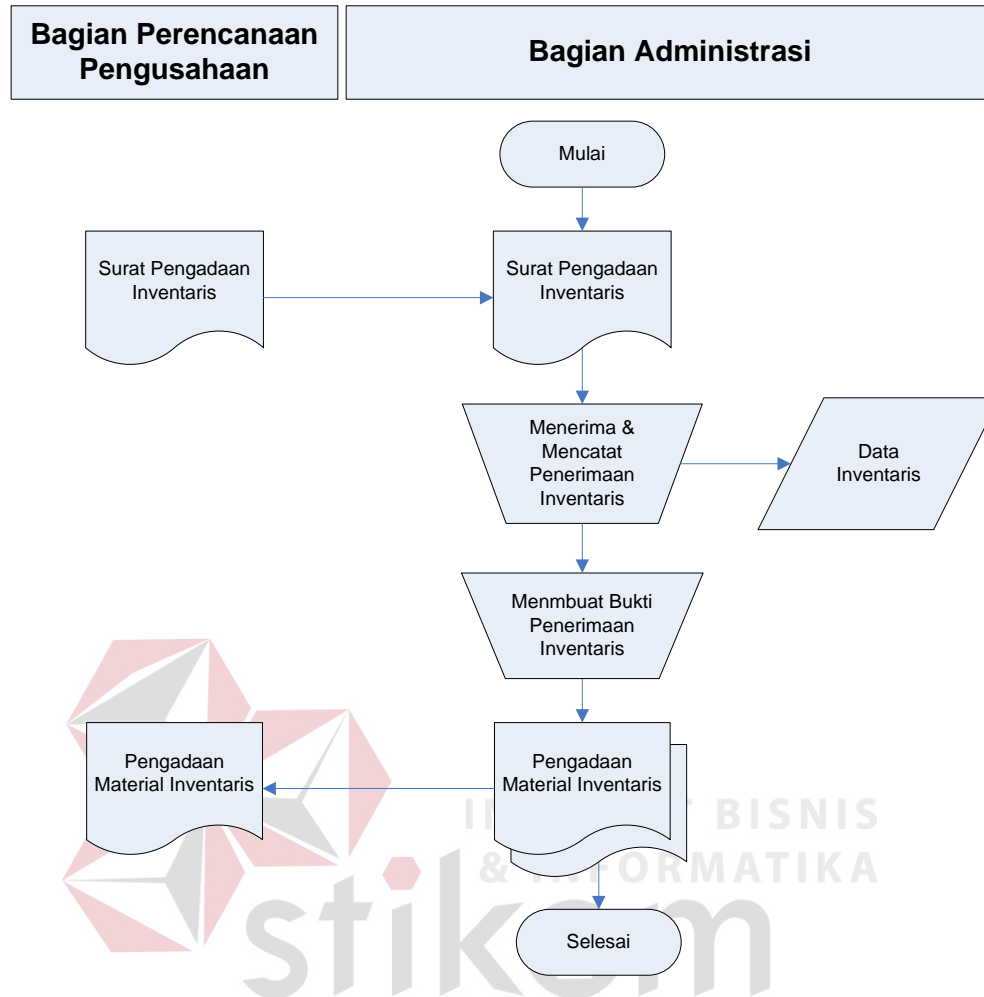 Bagian Perencanaan
Pengusahaan
Bagian Administrasi
Mulai
Surat Pengadaan
Inventaris
Surat Pengadaan
Inventaris
Menerima &
Mencatat
Penerimaan
Inventaris
Data
Inventaris
Menmbuat Bukti
Penerimaan
Inventaris
Pengadaan
Material Inventaris
Pengadaan
Material Inventaris
BISNIS
& INFORMATIKA
stikom
Selesai